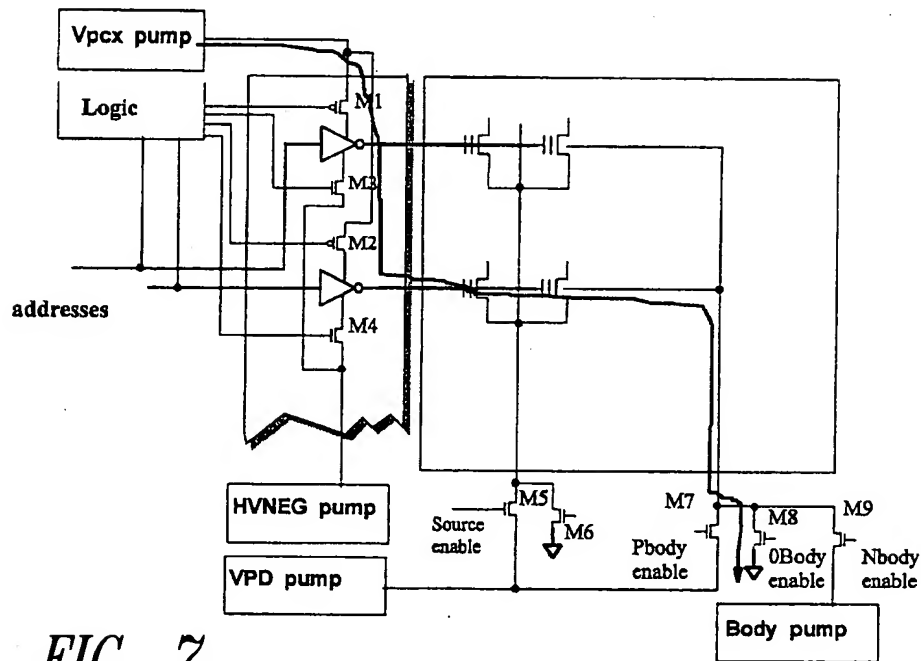 Vpcx pump
Logic
M1
M3
M2
addresses
M4
HVNEG pump
Source
enable
M5
M6
M7
M8
M9
Pbody
enable
0Body
enable
Nbody
enable
VPD pump
Body pump
FIG. 7